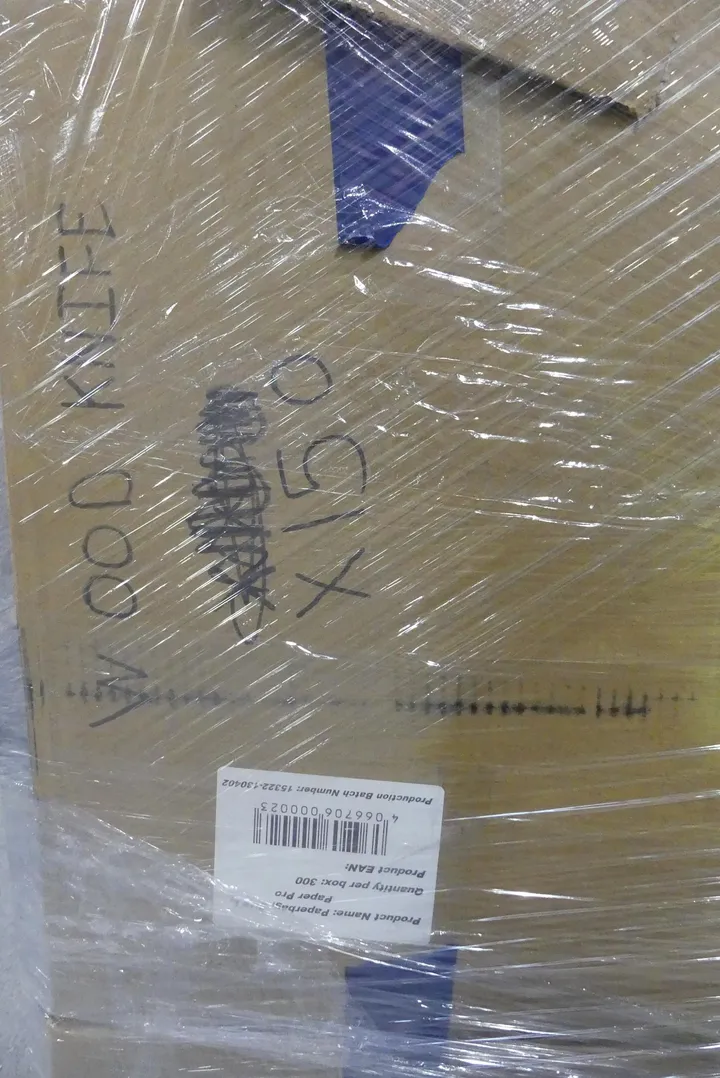 WOOD KNIFE
X150
Product Name:
Paper Pro
Quantity per box: 300
Product EAN:
4 066706 000023
Production Batch Number: 15322-130402